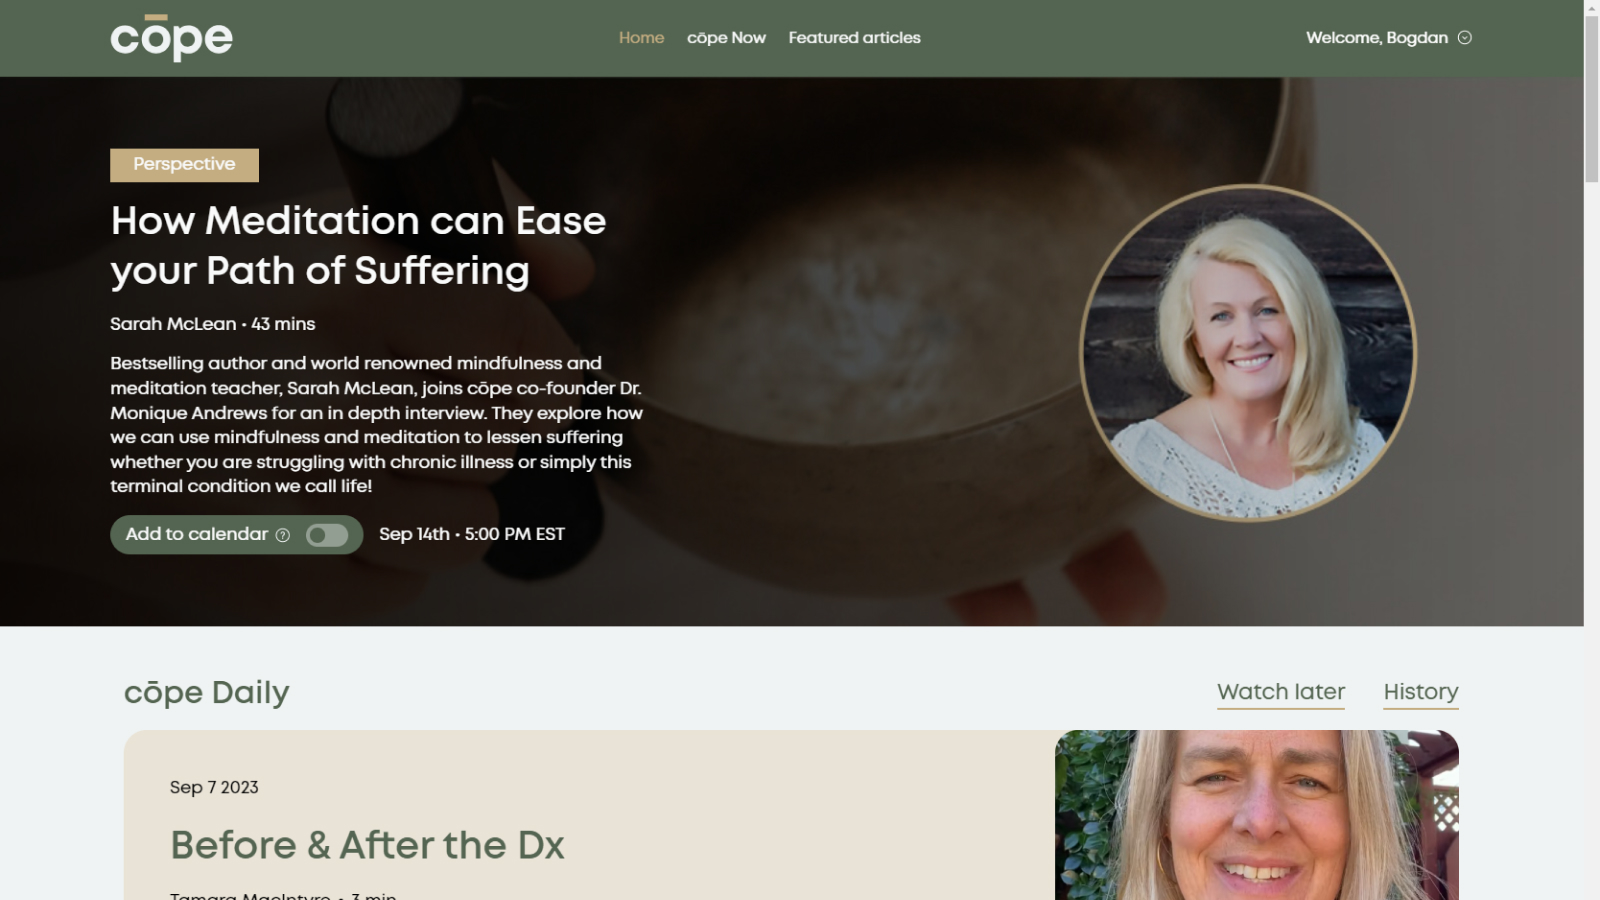 cōpe
Home
cōpe Now
Featured articles
Welcome, Bogdan
Perspective
How Meditation can Ease
your Path of Suffering
Sarah McLean • 43 mins
Bestselling author and world renowned mindfulness and
meditation teacher, Sarah McLean, joins cōpe co-founder Dr.
Monique Andrews for an in depth interview. They explore how
we can use mindfulness and meditation to lessen suffering
whether you are struggling with chronic illness or simply this
terminal condition we call life!
Add to calendar ?
Sep 14th • 5:00 PM EST
cōpe Daily
Watch later
History
Sep 7 2023
Before & After the Dx
Tamara MacIntyre • 3 min